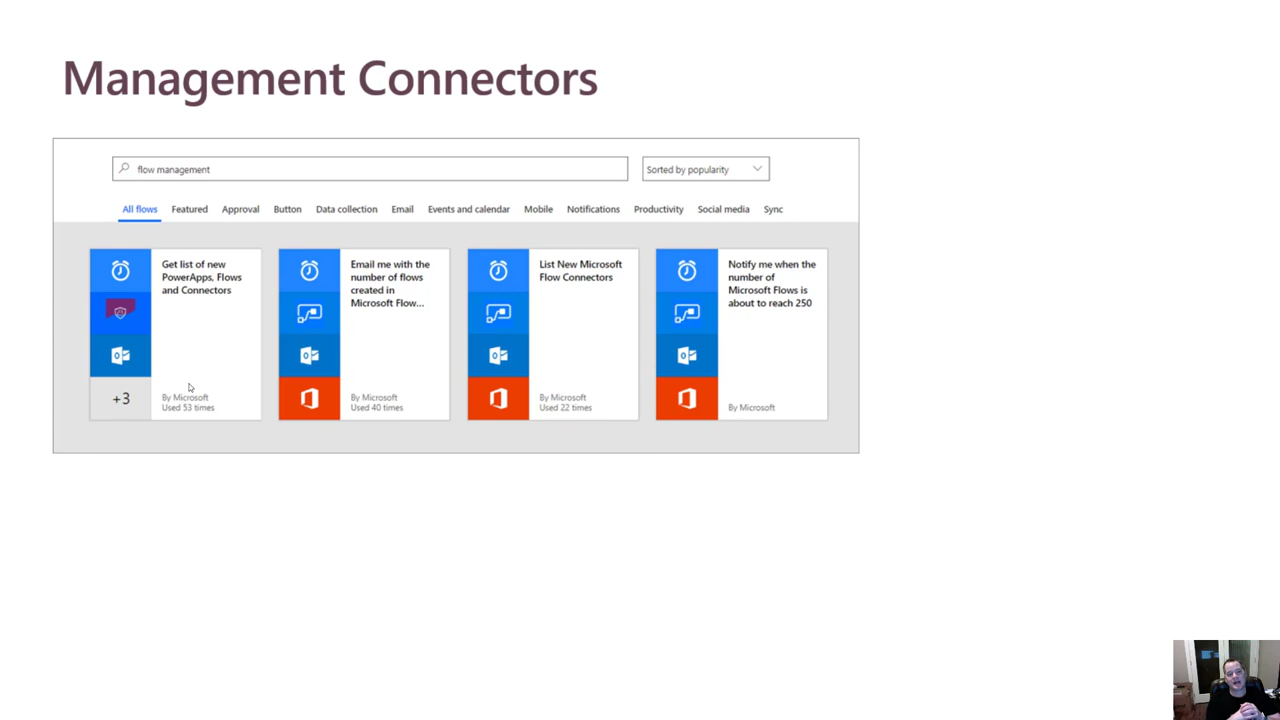 Management Connectors
flow management
Sorted by popularity
All flows Featured Approval Button Data collection Email Events and calendar Mobile Notifications Productivity Social media Sync
Get list of new
PowerApps, Flows
and Connectors
+3
By Microsoft
Used 53 times
Email me with the
number of flows
created in
Microsoft Flow...
By Microsoft
Used 40 times
List New Microsoft
Flow Connectors
By Microsoft
Used 22 times
Notify me when the
number of
Microsoft Flows is
about to reach 250
By Microsoft